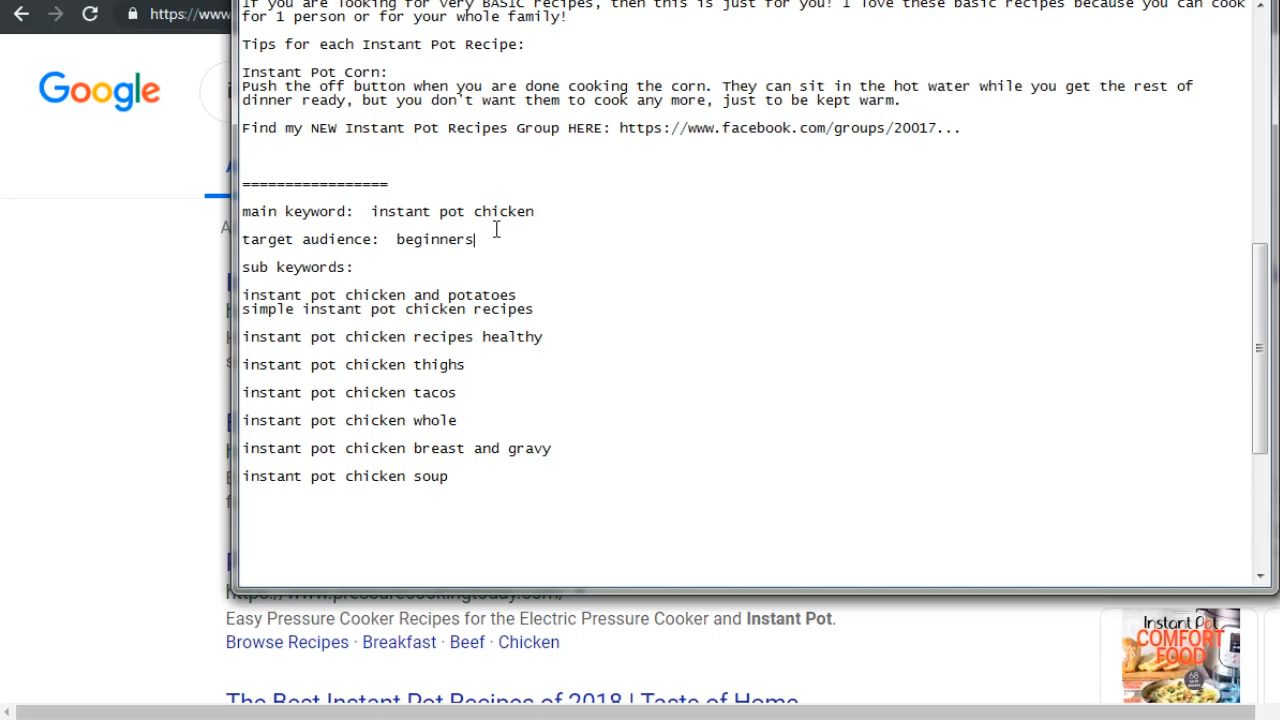 https://www
If you are looking for very BASIC recipes, then this is just for you! I love these basic recipes because you can cook
for 1 person or for your whole family!
Tips for each Instant Pot Recipe:
Google
Instant Pot Corn:
Push the off button when you are done cooking the corn. They can sit in the hot water while you get the rest of
dinner ready, but you don't want them to cook any more, just to be kept warm.
Find my NEW Instant Pot Recipes Group HERE: https://www.facebook.com/groups/20017...
=================
main keyword:  instant pot chicken
target audience:  beginners
sub keywords:
instant pot chicken and potatoes
simple instant pot chicken recipes
instant pot chicken recipes healthy
instant pot chicken thighs
instant pot chicken tacos
instant pot chicken whole
instant pot chicken breast and gravy
instant pot chicken soup
https://www.pressurecookingtoday.com/
Easy Pressure Cooker Recipes for the Electric Pressure Cooker and Instant Pot.
Browse Recipes · Breakfast · Beef · Chicken
Instant Pot
COMFORT
FOOD
68
The Best Instant Pot Recipes of 2018 | Taste of Home